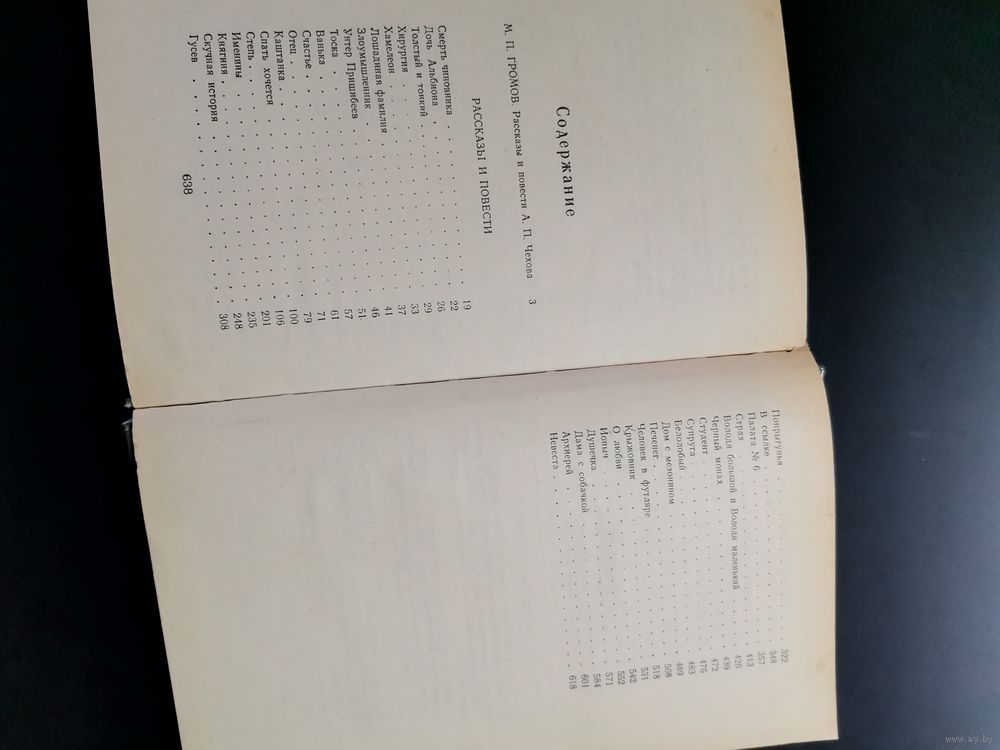 Содержание
М. П. ГРОМОВ. Рассказы и повести А. П. Чехова 3
РАССКАЗЫ И ПОВЕСТИ
Смерть чиновника . . . 19
Дочь Альбиона . . . 22
Толстый и тонкий . . . 26
Хирургия . . . 29
Хамелеон . . . 33
Лошадиная фамилия . . . 37
Злоумышленник . . . 41
Унтер Пришибеев . . . 46
Тоска . . . 51
Ванька . . . 57
Счастье . . . 61
Отец . . . 71
Каштанка . . . 79
Спать хочется . . . 100
Степь . . . 106
Именины . . . 201
Княгиня . . . 235
Скучная история . . . 248
Гусев . . . 308
638
Попрыгунья . . . 322
В ссылке . . . 348
Палата № 6 . . . 357
Страх . . . 413
Володя большой и Володя маленький . . . 426
Черный монах . . . 439
Студент . . . 472
Супруга . . . 476
Белолобый . . . 483
Дом с мезонином . . . 489
Печенег . . . 508
Человек в футляре . . . 518
Крыжовник . . . 531
О любви . . . 542
Ионыч . . . 552
Душечка . . . 571
Дама с собачкой . . . 584
Архиерей . . . 601
Невеста . . . 618
www.ay.by